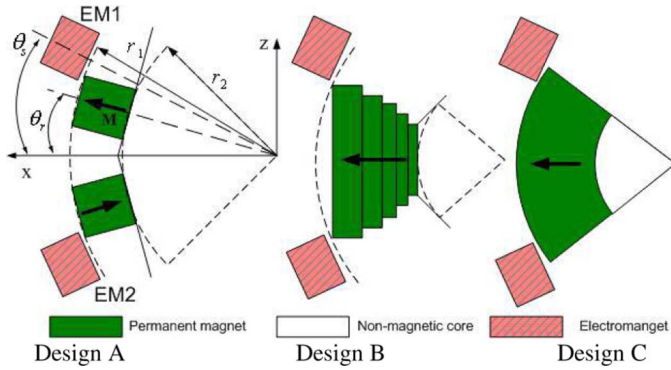 EM1
θs
r1
r2
z
θr
M
x
EM2
Permanent magnet
Non-magnetic core
Electromanget
Design A
Design B
Design C